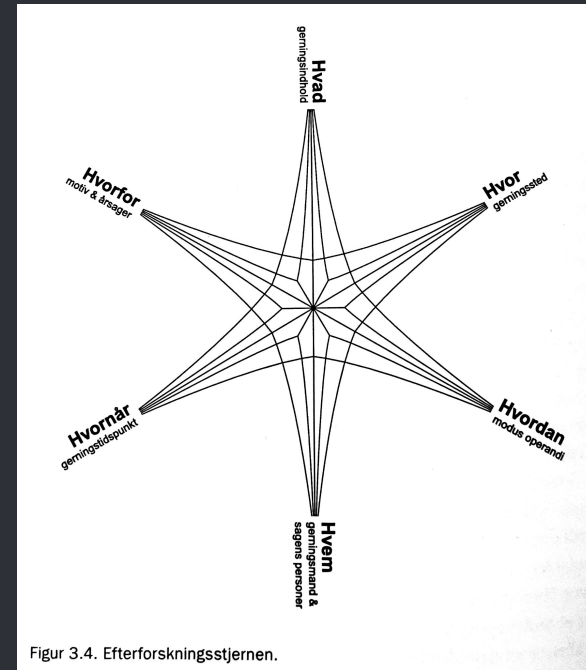 Hvad
gerningsindhold
Hvor
gerningssted
Hvordan
modus operandi
Hvem
gerningsmand &
sagens personer
Hvornår
gerningstidspunkt
Hvorfor
motiv & årsager
Figur 3.4. Efterforskningsstjernen.